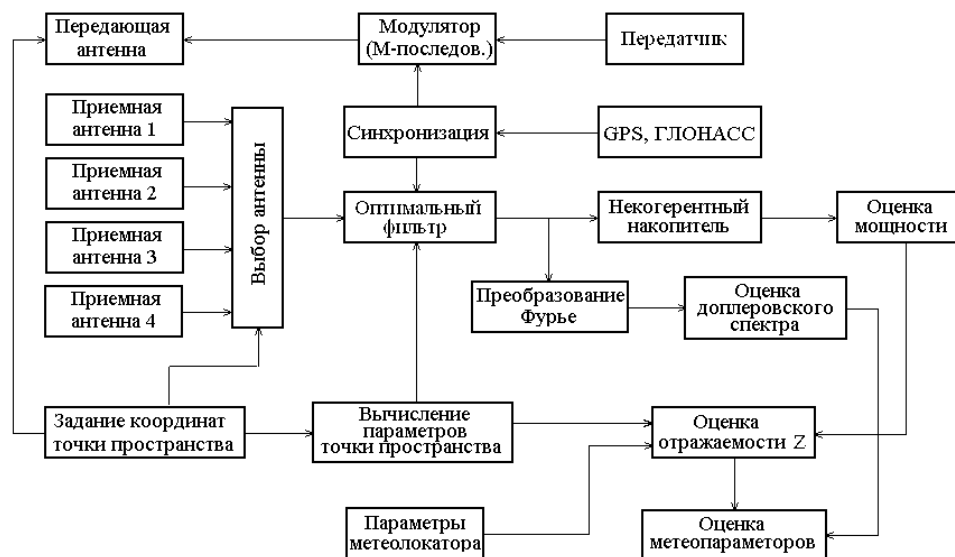 Передающая
антенна
Модулятор
(М-последов.)
Передатчик
Приемная
антенна 1
Синхронизация
GPS, ГЛОНАСС
Приемная
антенна 2
Выбор антенны
Оптимальный
фильтр
Некогерентный
накопитель
Оценка
мощности
Приемная
антенна 3
Приемная
антенна 4
Преобразование
Фурье
Оценка
доплеровского
спектра
Задание координат
точки пространства
Вычисление
параметров
точки пространства
Оценка
отражаемости Z
Параметры
метеолокатора
Оценка
метеопараметоров